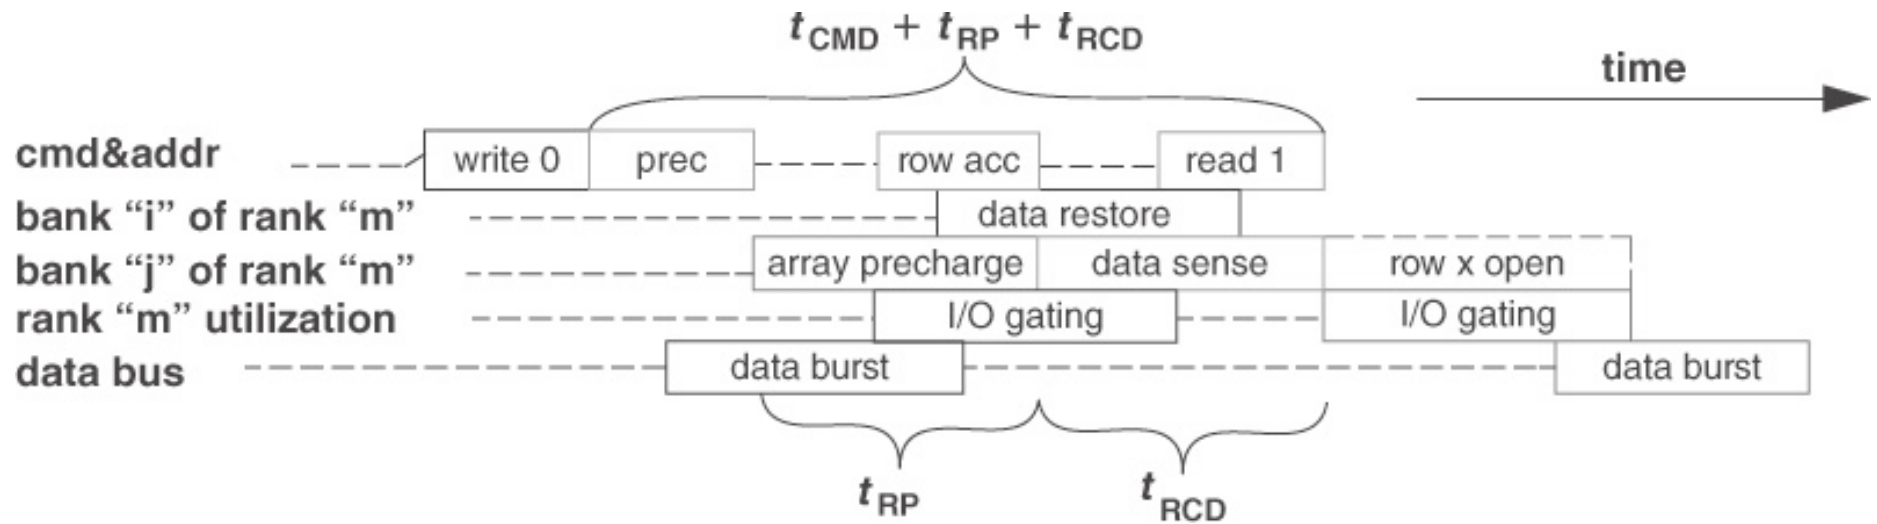 tCMD + tRP + tRCD
time
cmd&addr write 0 prec row acc read 1
bank “i” of rank “m” data restore
bank “j” of rank “m” array precharge data sense row x open
rank “m” utilization I/O gating I/O gating
data bus data burst data burst
tRP tRCD